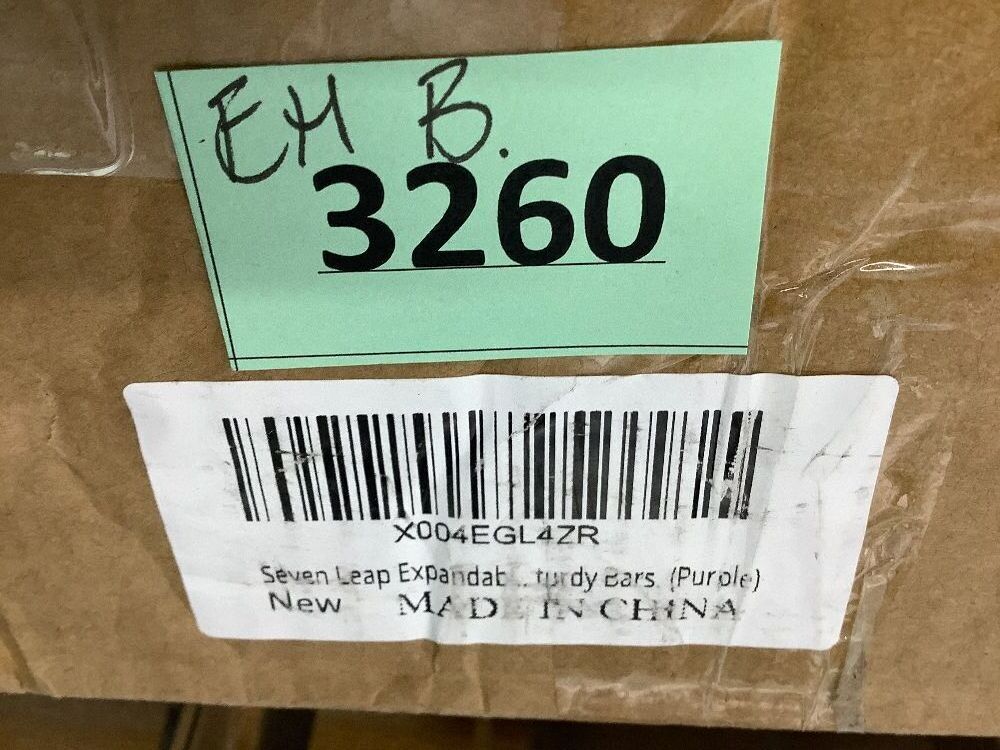 EH B.
3260
X004EGL4ZR
Seven Leap Expandab... turdy Bars (Purple)
New MADE IN CHINA